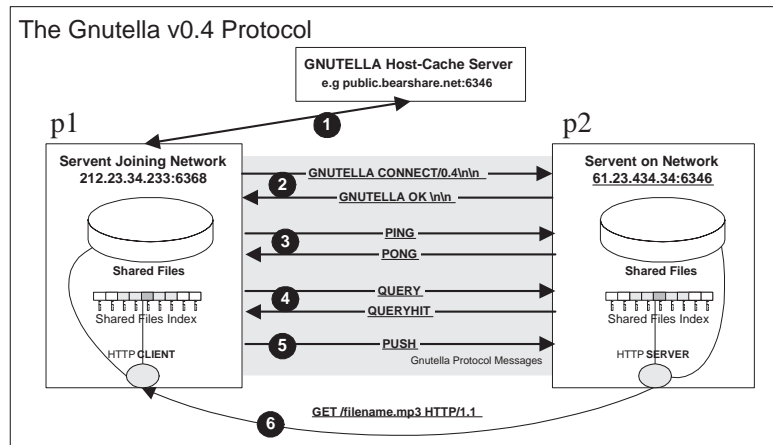 The Gnutella v0.4 Protocol
GNUTELLA Host-Cache Server
e.g public.bearshare.net:6346
1
p1
p2
Servent Joining Network
212.23.34.233:6368
Servent on Network
61.23.434.34:6346
GNUTELLA CONNECT/0.4\n\n
2
GNUTELLA OK \n\n
PING
3
PONG
Shared Files
Shared Files
QUERY
4
QUERYHIT
Shared Files Index
Shared Files Index
5
PUSH
Gnutella Protocol Messages
HTTP CLIENT
HTTP SERVER
GET /filename.mp3 HTTP/1.1
6